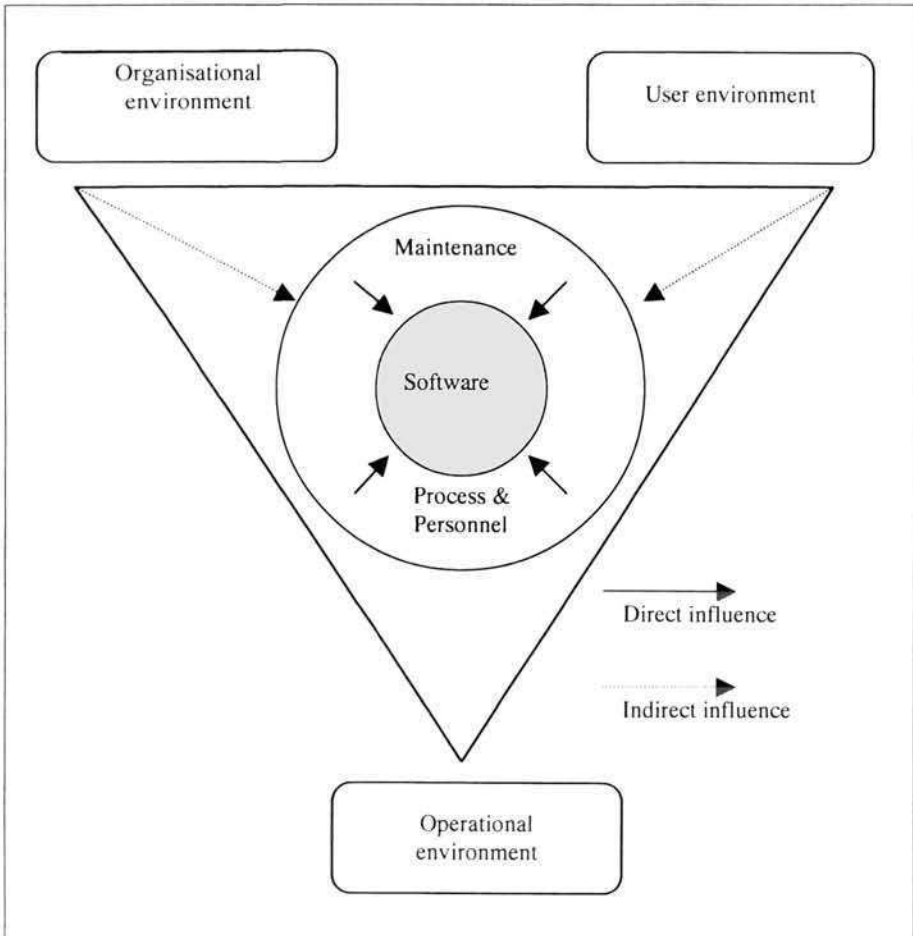 Organisational
environment
User environment
Maintenance
Software
Process &
Personnel
Direct influence
Indirect influence
Operational
environment